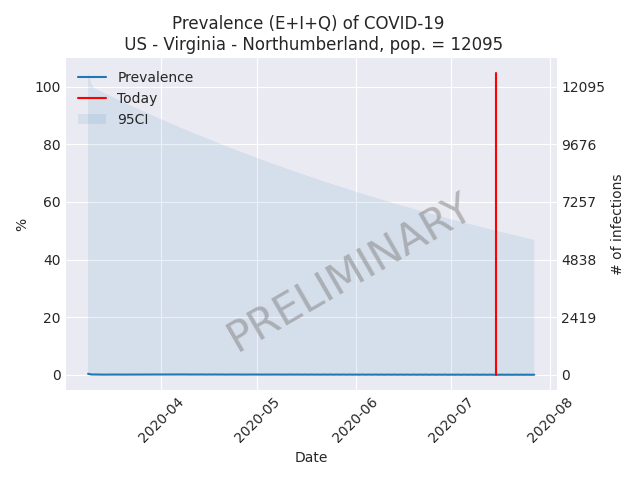 Prevalence (E+I+Q) of COVID-19
US - Virginia - Northumberland, pop. = 12095
Prevalence
Today
95CI
100
80
60
40
20
0
%
12095
9676
7257
4838
2419
0
# of infections
PRELIMINARY
2020-04
2020-05
2020-06
2020-07
2020-08
Date